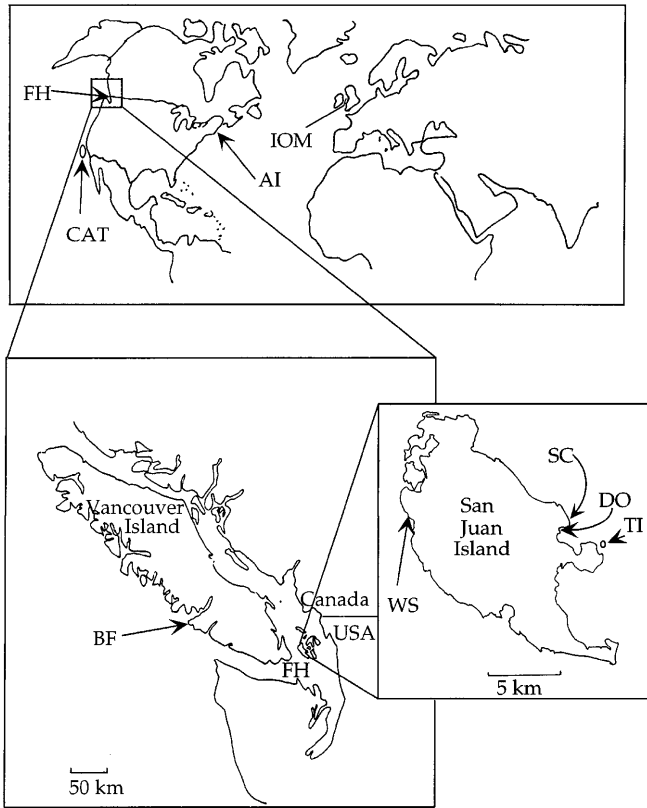 FH
IOM
AI
CAT
Vancouver
Island
Canada
USA
BF
FH
50 km
SC
DO
TI
San
Juan
Island
WS
5 km